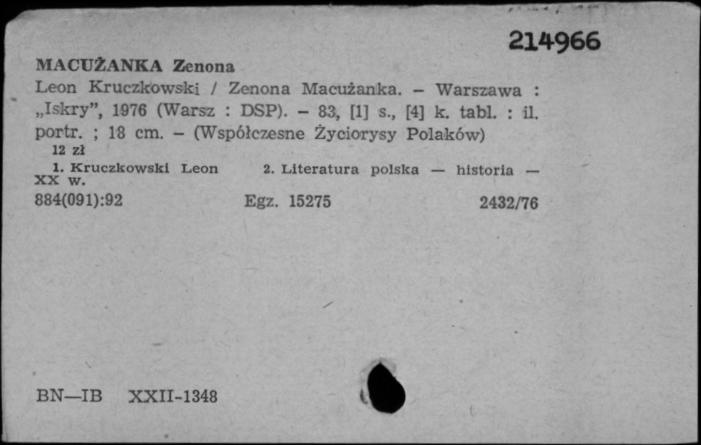 214966
MACUŻANKA Zenona
Leon Kruczkowski / Zenona Macużanka. — Warszawa :
„Iskry”, 1976 (Warsz : DSP). — 83, [1] s., [4] k. tabl. : il.
portr. ; 18 cm. — (Współczesne Życiorysy Polaków)
12 zł
1. Kruczkowski Leon 2. Literatura polska — historia —
XX w.
884(091):92 Egz. 15275 2432/76
BN—IB XXII-1348